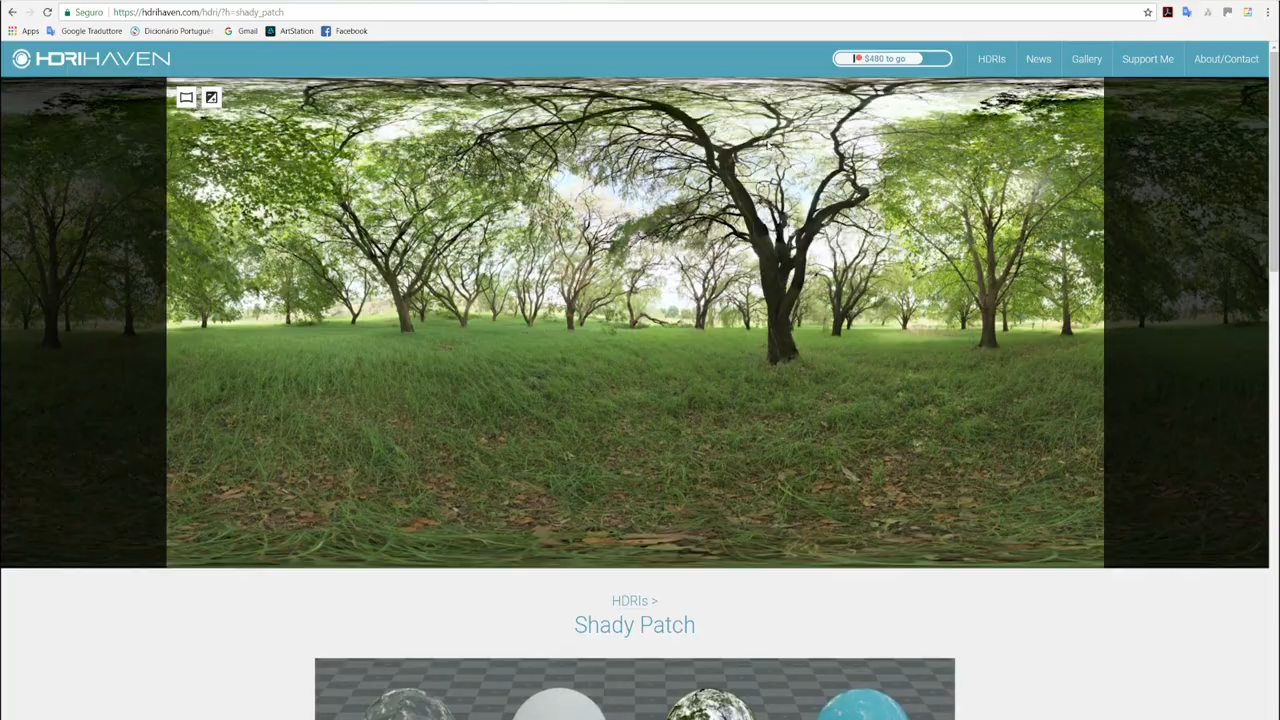 Seguro
https://hdrihaven.com/hdri/?h=shady_patch
Apps
Google Traduttore
Dicionário Portuguê
Gmail
ArtStation
Facebook
HDRIHAVEN
$480 to go
HDRIs
News
Gallery
Support Me
About/Contact
HDRIs >
Shady Patch